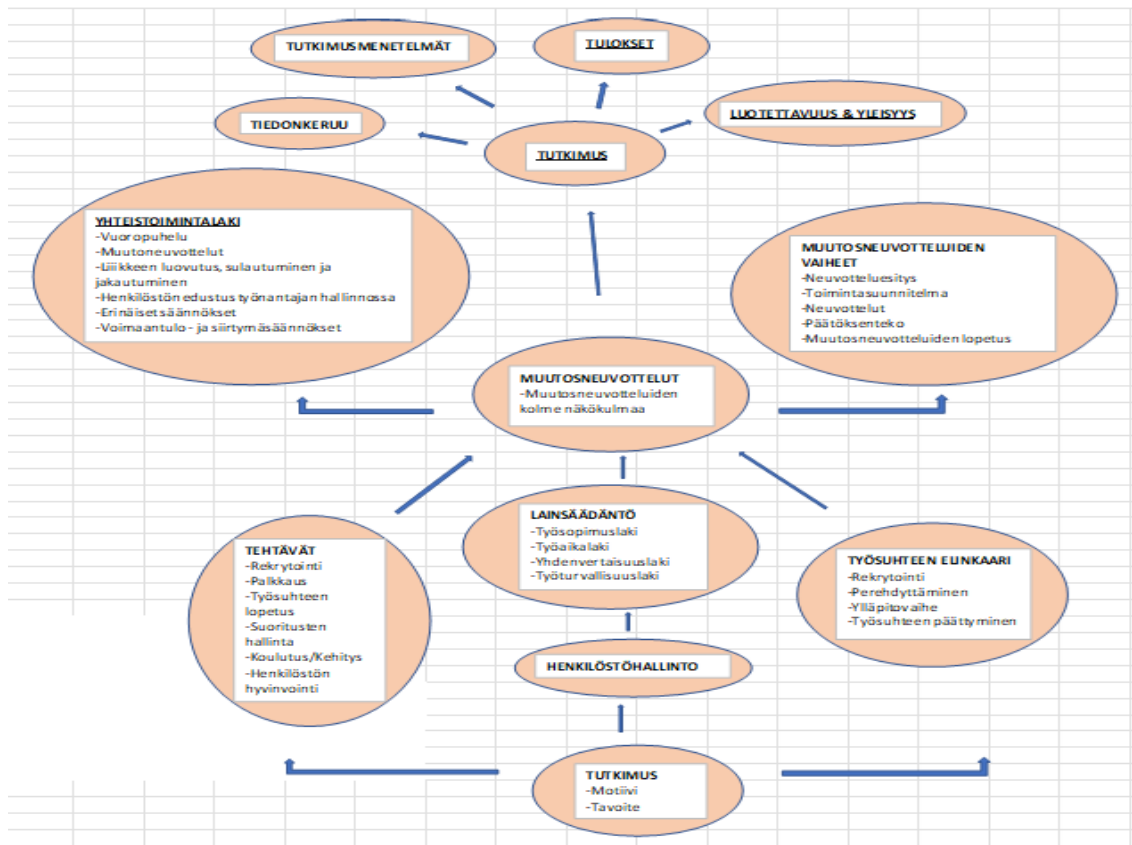 TUTKIMUSMENETELMÄT
TULOKSET
TIEDONKERUU
LUOTETTAVUUS & YLEISYYS
TUTKIMUS
YHTEISTOIMINTALAKI
-Vuoropuhelu
-Muutoneuvottelut
-Liiikkeen luovutus, sulautuminen ja
jakautuminen
-Henkilöstön edustus työnantajan hallinnossa
-Erinäiset säännökset
-Voimaantulo- ja siirtymäsäännökset
MUUTOSNEUVOTTELUIDEN
VAIHEET
-Neuvotteluesitys
-Toimintasuunnitelma
-Neuvottelut
-Päätöksenteko
-Muutosneuvotteluiden lopetus
MUUTOSNEUVOTTELUT
-Muutosneuvotteluiden
kolme näkökulmaa
TEHTÄVÄT
-Rekrytointi
-Palkkaus
-Työsuhteen
lopetus
-Suoritusten
hallinta
-Koulutus/Kehitys
-Henkilöstön
hyvinvointi
LAINSÄÄDÄNTÖ
-Työsopimuslaki
-Työaikalaki
-Yhdenvertaisuuslaki
-Työturvallisuuslaki
TYÖSUHTEEN ELINKAARI
-Rekrytointi
-Perehdyttäminen
-Ylläpitovaihe
-Työsuhteen päättyminen
HENKILÖSTÖHALLINTO
TUTKIMUS
-Motiivi
-Tavoite